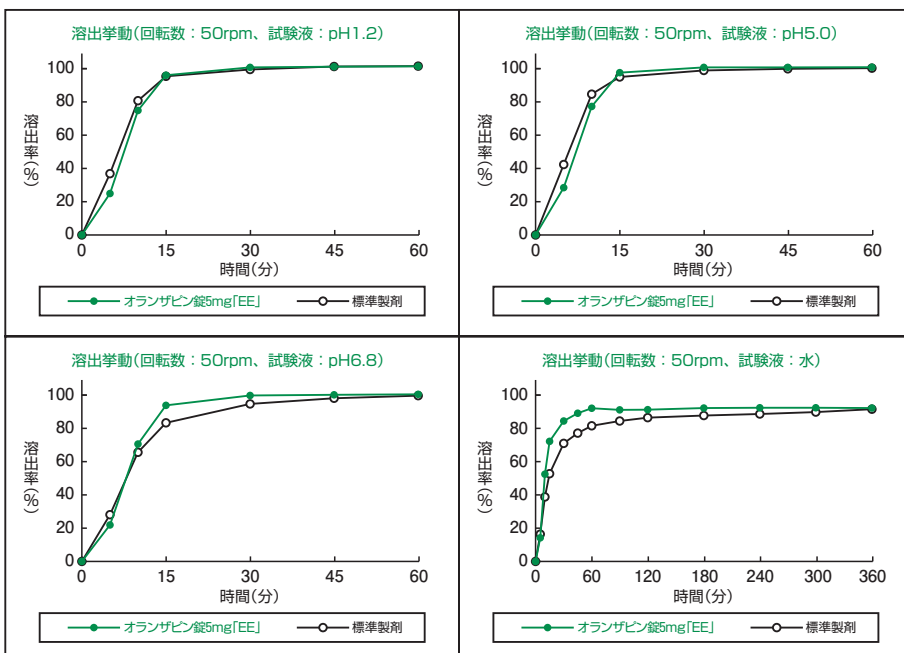 溶出挙動(回転数:50rpm、試験液:pH1.2)
溶出率(%)
100
80
60
40
20
0
0 15 30 45 60
時間(分)
オランザピン錠5mg「EE」 標準製剤
溶出挙動(回転数:50rpm、試験液:pH5.0)
溶出率(%)
100
80
60
40
20
0
0 15 30 45 60
時間(分)
オランザピン錠5mg「EE」 標準製剤
溶出挙動(回転数:50rpm、試験液:pH6.8)
溶出率(%)
100
80
60
40
20
0
0 15 30 45 60
時間(分)
オランザピン錠5mg「EE」 標準製剤
溶出挙動(回転数:50rpm、試験液:水)
溶出率(%)
100
80
60
40
20
0
0 60 120 180 240 300 360
時間(分)
オランザピン錠5mg「EE」 標準製剤